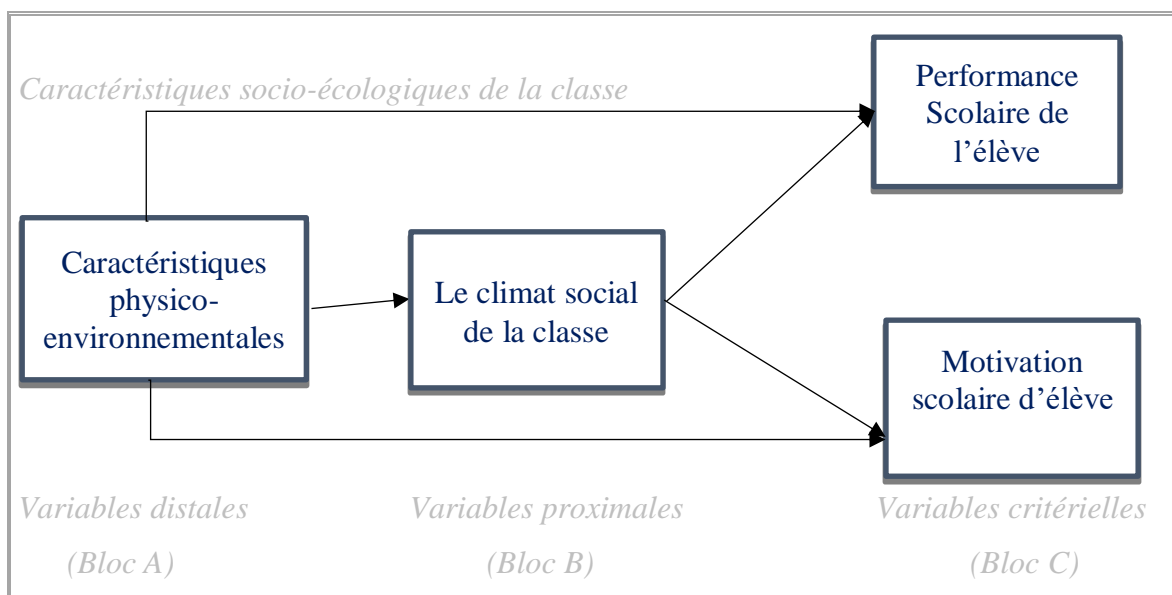 Caractéristiques socio-écologiques de la classe
Performance
Scolaire de
l’élève
Caractéristiques
physico-
environnementales
Le climat social
de la classe
Motivation
scolaire d’élève
Variables distales
(Bloc A)
Variables proximales
(Bloc B)
Variables critérielles
(Bloc C)